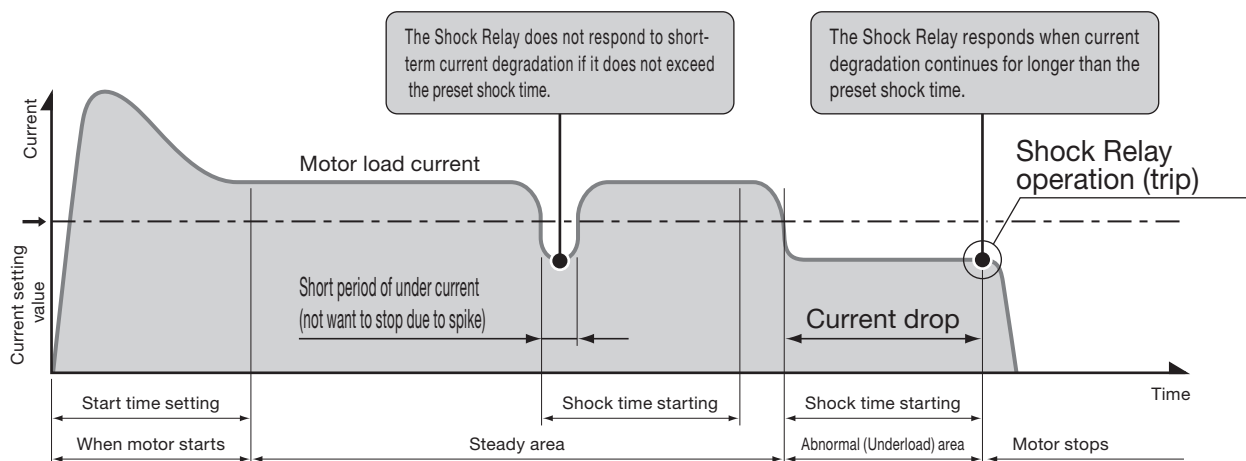 The Shock Relay does not respond to short-
term current degradation if it does not exceed
the preset shock time.
The Shock Relay responds when current
degradation continues for longer than the
preset shock time.
Current
Motor load current
Shock Relay
operation (trip)
Current setting
value
Short period of under current
(not want to stop due to spike)
Current drop
Time
Start time setting
Shock time starting
Shock time starting
When motor starts
Steady area
Abnormal (Underload) area
Motor stops